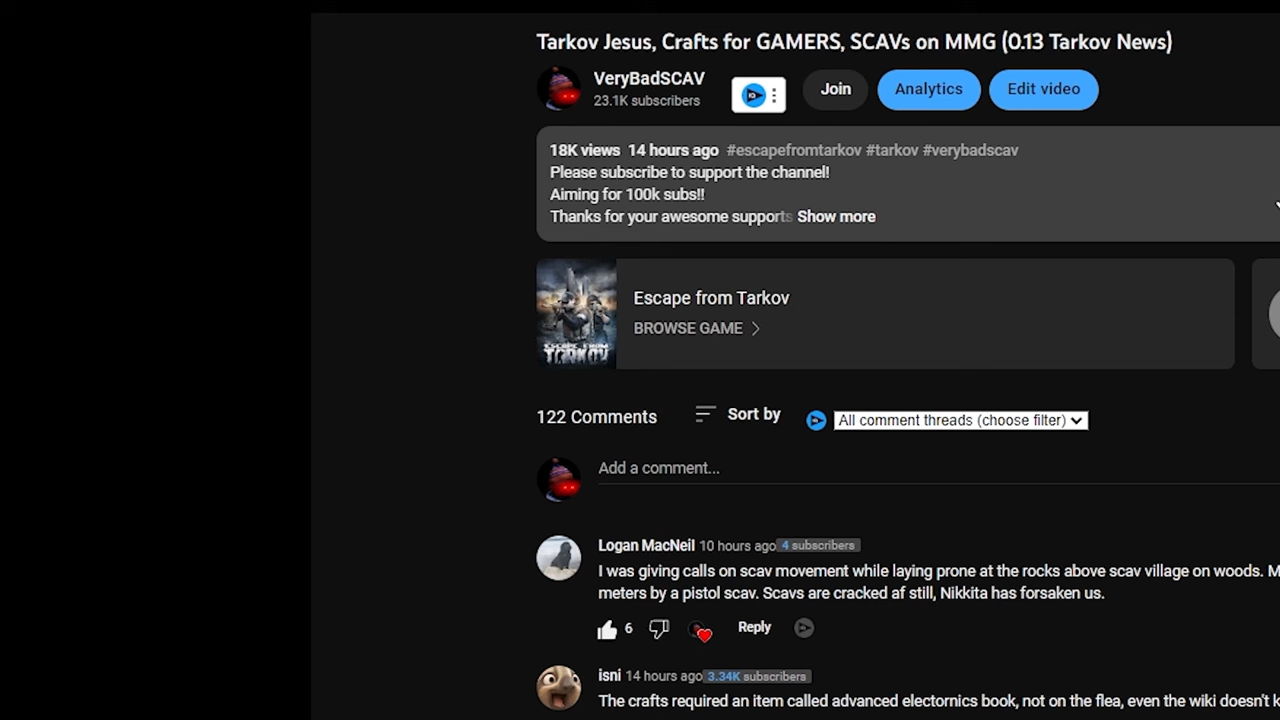 Tarkov Jesus, Crafts for GAMERS, SCAVs on MMG (0.13 Tarkov News)
VeryBadSCAV
23.1K subscribers
Join
Analytics
Edit video
18K views 14 hours ago #escapefromtarkov #tarkov #verybadscav
Please subscribe to support the channel!
Aiming for 100k subs!!
Thanks for your awesome supports Show more
ESCAPE FROM
TARKOV
Escape from Tarkov
BROWSE GAME
122 Comments
Sort by
All comment threads (choose filter)
Add a comment...
Logan MacNeil 10 hours ago 4 subscribers
I was giving calls on scav movement while laying prone at the rocks above scav village on woods. M
meters by a pistol scav. Scavs are cracked af still, Nikkita has forsaken us.
6
Reply
isni 14 hours ago 3.34K subscribers
The crafts required an item called advanced electornics book, not on the flea, even the wiki doesn't k